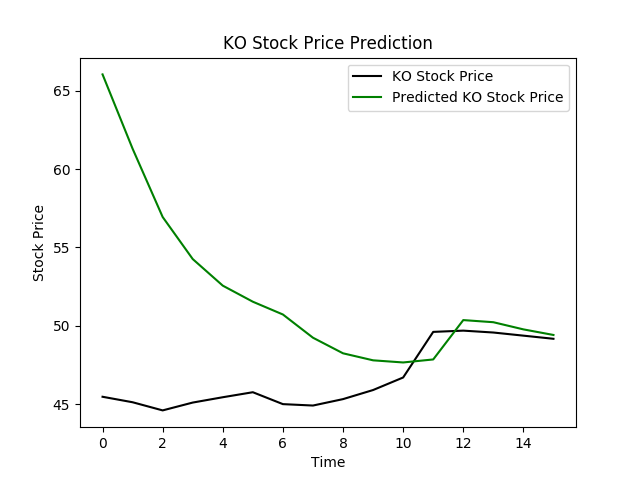 KO Stock Price Prediction
KO Stock Price
Predicted KO Stock Price
65
60
55
50
45
Stock Price
0 2 4 6 8 10 12 14
Time